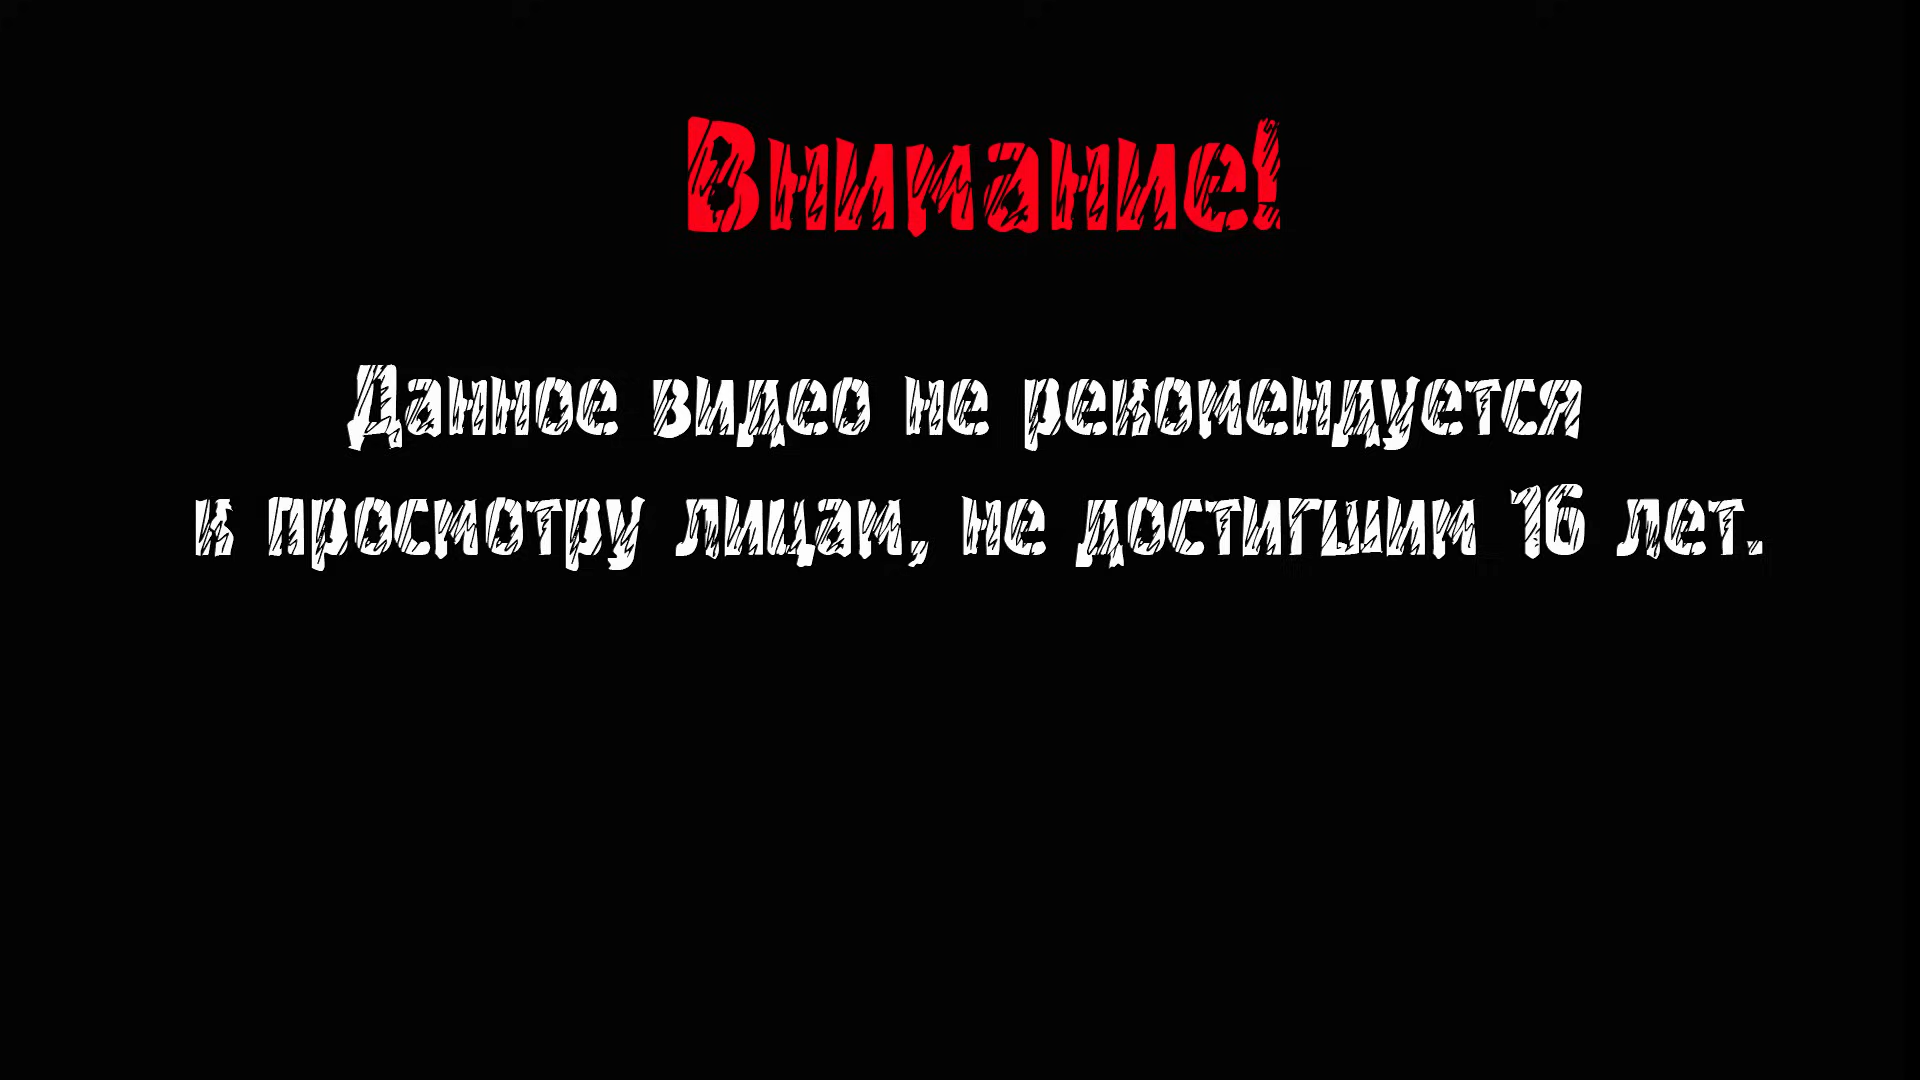 Внимание!
Данное видео не рекомендуется
к просмотру лицам, не достигшим 16 лет.